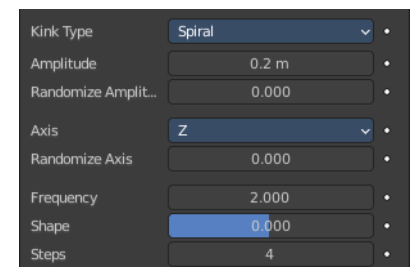 Kink Type Spiral
Amplitude 0.2 m
Randomize Amplit... 0.000
Axis Z
Randomize Axis 0.000
Frequency 2.000
Shape 0.000
Steps 4